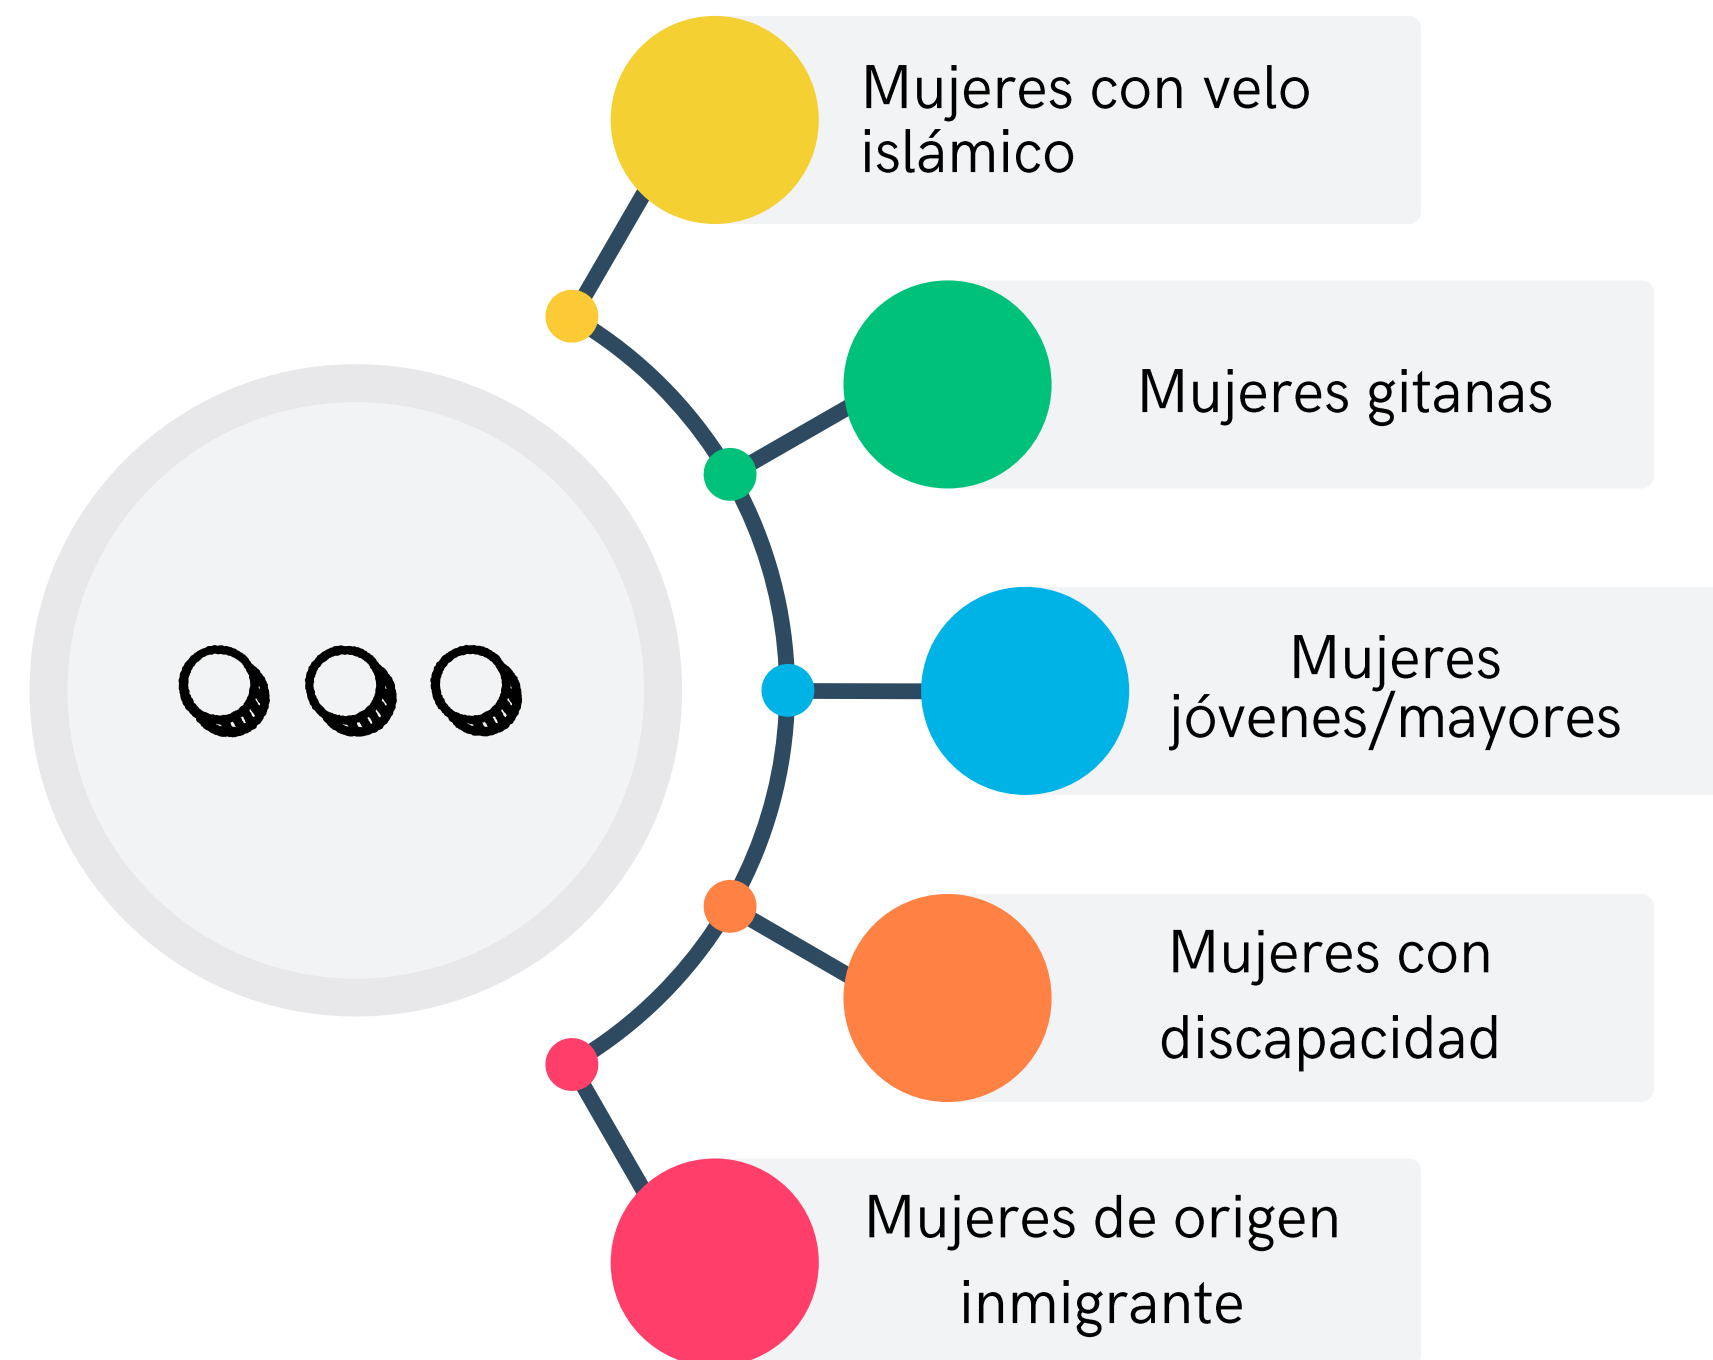 Mujeres con velo
islámico
Mujeres gitanas
Mujeres
jóvenes/mayores
Mujeres con
discapacidad
Mujeres de origen
inmigrante